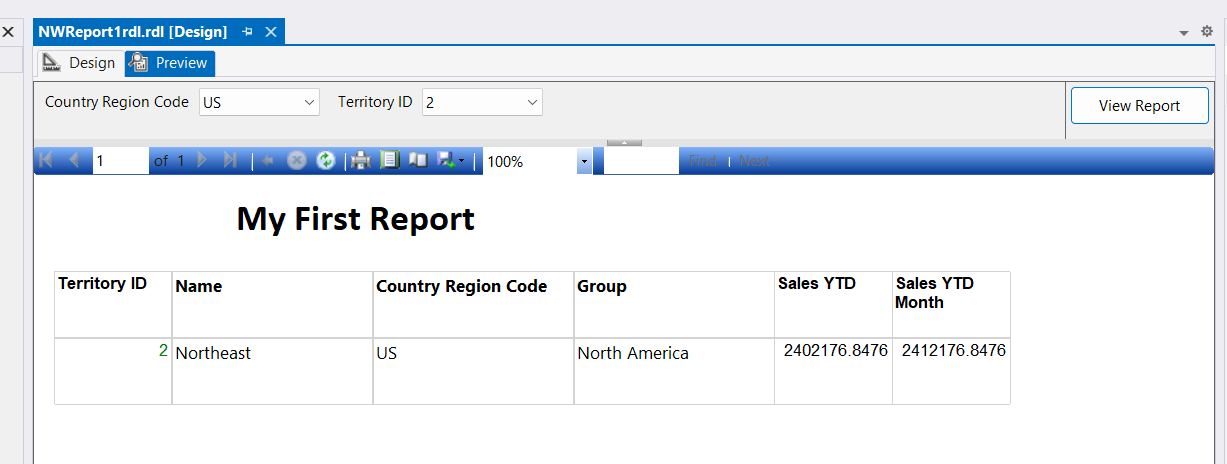 NWReport1rdl.rdl [Design]
Design Preview
Country Region Code US Territory ID 2 View Report
1 of 1 100% Find Next
My First Report
Territory ID Name Country Region Code Group Sales YTD Sales YTD
Month
2 Northeast US North America 2402176.8476 2412176.8476